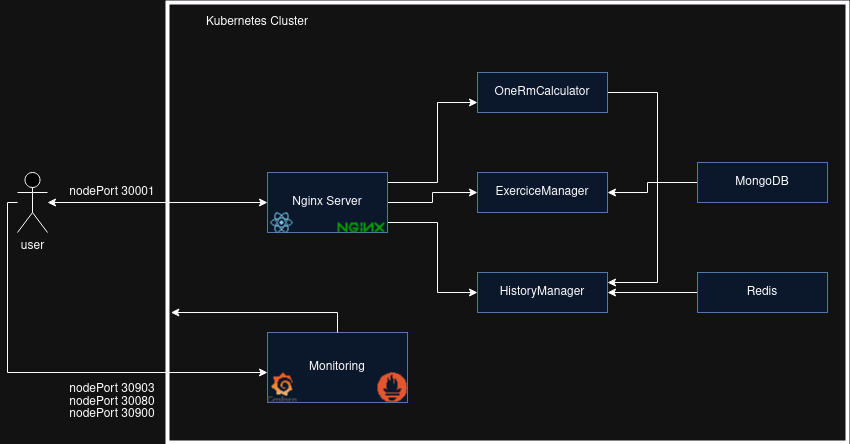 Kubernetes Cluster
OneRmCalculator
MongoDB
nodePort 30001
ExerciceManager
Nginx Server
NGINX
user
HistoryManager
Redis
Monitoring
nodePort 30903
nodePort 30080
nodePort 30900